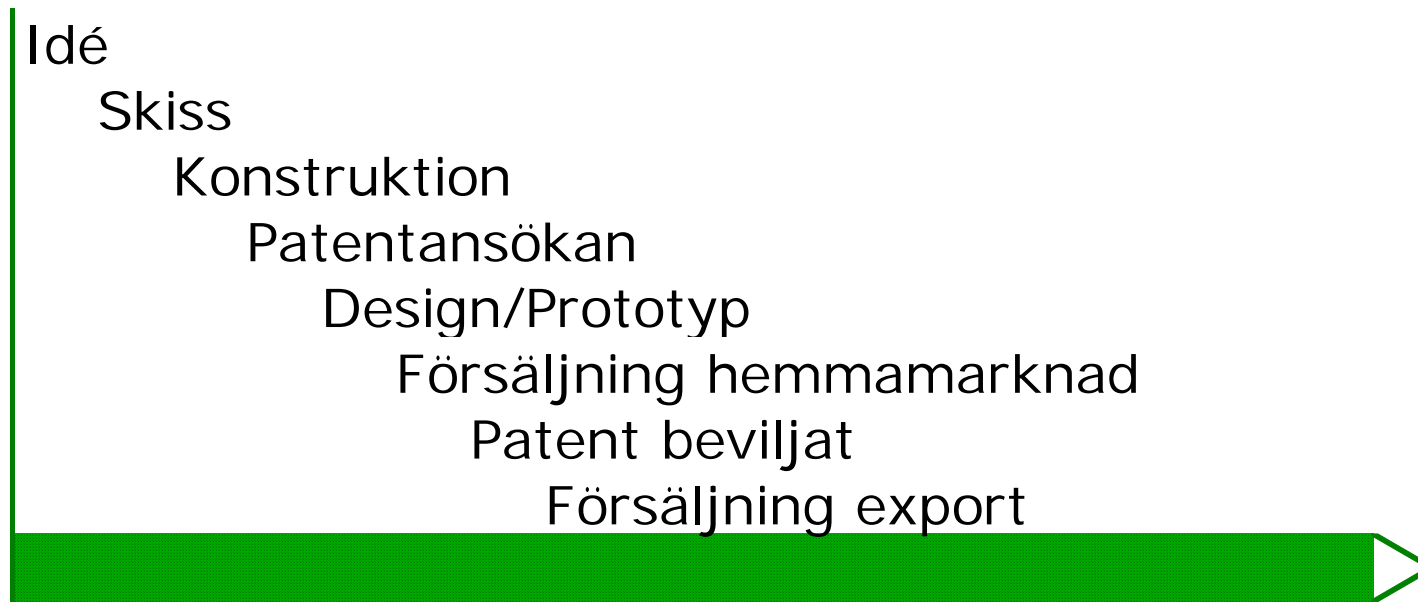 Idé
Skiss
Konstruktion
Patentansökan
Design/Prototyp
Försäljning hemmamarknad
Patent beviljat
Försäljning export